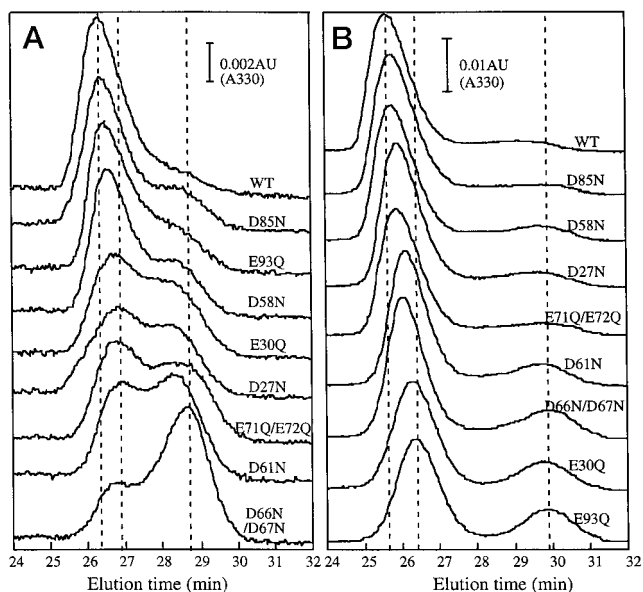 A
0.002AU
(A330)
WT
D85N
E93Q
D58N
E30Q
D27N
E71Q/E72Q
D61N
D66N
/D67N
24 25 26 27 28 29 30 31 32
Elution time (min)
B
0.01AU
(A330)
WT
D85N
D58N
D27N
E71Q/E72Q
D61N
D66N/D67N
E30Q
E93Q
24 25 26 27 28 29 30 31 32
Elution time (min)